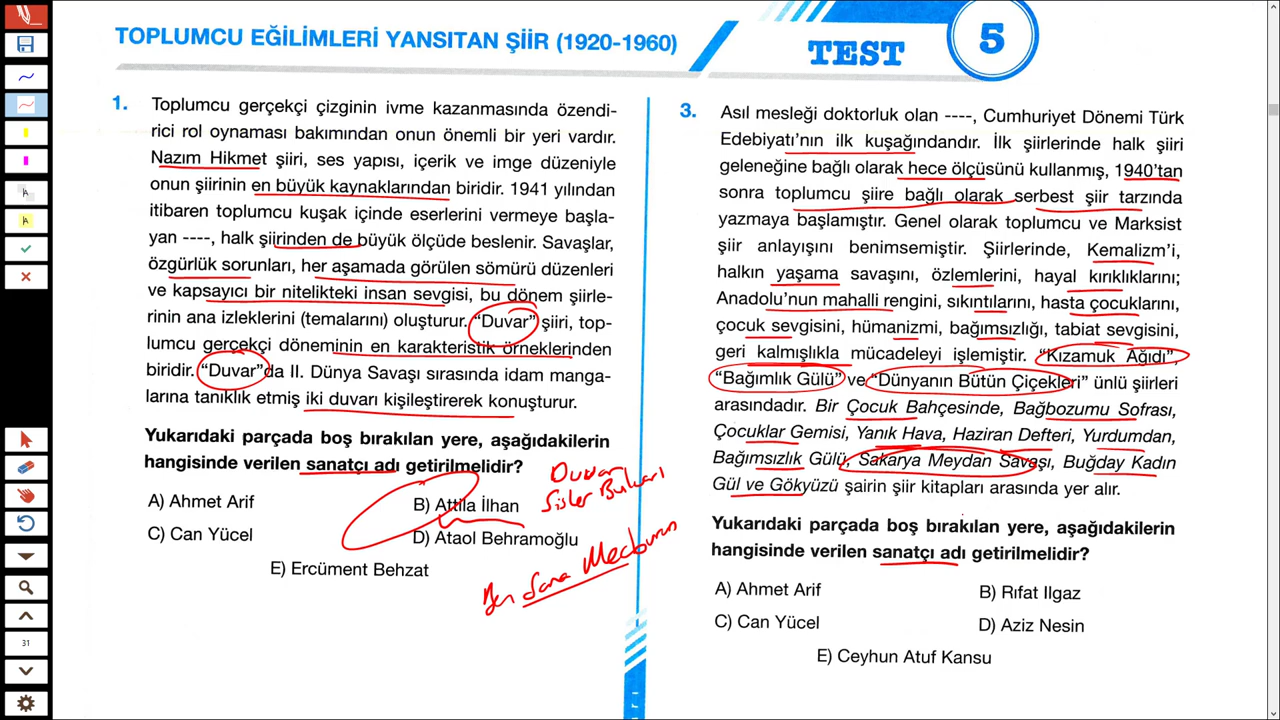 TOPLUMCU EĞİLİMLERİ YANSITAN ŞİİR (1920-1960)
TEST
5
1. Toplumcu gerçekçi çizginin ivme kazanmasında özendi-
rici rol oynaması bakımından onun önemli bir yeri vardır.
Nazım Hikmet şiiri, ses yapısı, içerik ve imge düzeniyle
onun şiirinin en büyük kaynaklarından biridir. 1941 yılından
itibaren toplumcu kuşak içinde eserlerini vermeye başla-
yan ----, halk şiirinden de büyük ölçüde beslenir. Savaşlar,
özgürlük sorunları, her aşamada görülen sömürü düzenleri
ve kapsayıcı bir nitelikteki insan sevgisi, bu dönem şiirle-
rinin ana izleklerini (temalarını) oluşturur. “Duvar” şiiri, top-
lumcu gerçekçi döneminin en karakteristik örneklerinden
biridir. “Duvar”da II. Dünya Savaşı sırasında idam manga-
larına tanıklık etmiş iki duvarı kişileştirerek konuşturur.
Yukarıdaki parçada boş bırakılan yere, aşağıdakilerin
hangisinde verilen sanatçı adı getirilmelidir?
A) Ahmet Arif
B) Attila İlhan
C) Can Yücel
D) Ataol Behramoğlu
E) Ercüment Behzat
Duvar
Sisler Bulvarı
Ben Sana Mecburum
3. Asıl mesleği doktorluk olan ----, Cumhuriyet Dönemi Türk
Edebiyatı’nın ilk kuşağındandır. İlk şiirlerinde halk şiiri
geleneğine bağlı olarak hece ölçüsünü kullanmış, 1940’tan
sonra toplumcu şiire bağlı olarak serbest şiir tarzında
yazmaya başlamıştır. Genel olarak toplumcu ve Marksist
şiir anlayışını benimsemiştir. Şiirlerinde, Kemalizm’i,
halkın yaşama savaşını, özlemlerini, hayal kırıklıklarını;
Anadolu’nun mahalli rengini, sıkıntılarını, hasta çocuklarını,
çocuk sevgisini, hümanizmi, bağımsızlığı, tabiat sevgisini,
geri kalmışlıkla mücadeleyi işlemiştir. “Kızamuk Ağıdı”,
“Bağımlık Gülü” ve “Dünyanın Bütün Çiçekleri” ünlü şiirleri
arasındadır. Bir Çocuk Bahçesinde, Bağbozumu Sofrası,
Çocuklar Gemisi, Yanık Hava, Haziran Defteri, Yurdumdan,
Bağımsızlık Gülü, Sakarya Meydan Savaşı, Buğday Kadın
Gül ve Gökyüzü şairin şiir kitapları arasında yer alır.
Yukarıdaki parçada boş bırakılan yere, aşağıdakilerin
hangisinde verilen sanatçı adı getirilmelidir?
A) Ahmet Arif
B) Rıfat Ilgaz
C) Can Yücel
D) Aziz Nesin
E) Ceyhun Atuf Kansu
31